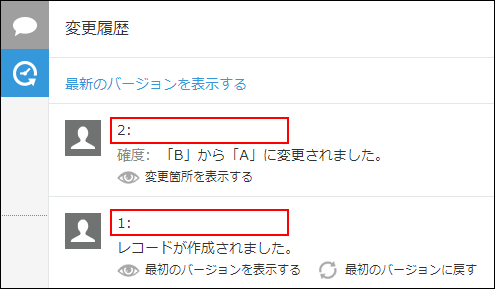 変更履歴
最新のバージョンを表示する
2:
確度: 「B」から「A」に変更されました。
変更箇所を表示する
1:
レコードが作成されました。
最初のバージョンを表示する 最初のバージョンに戻す